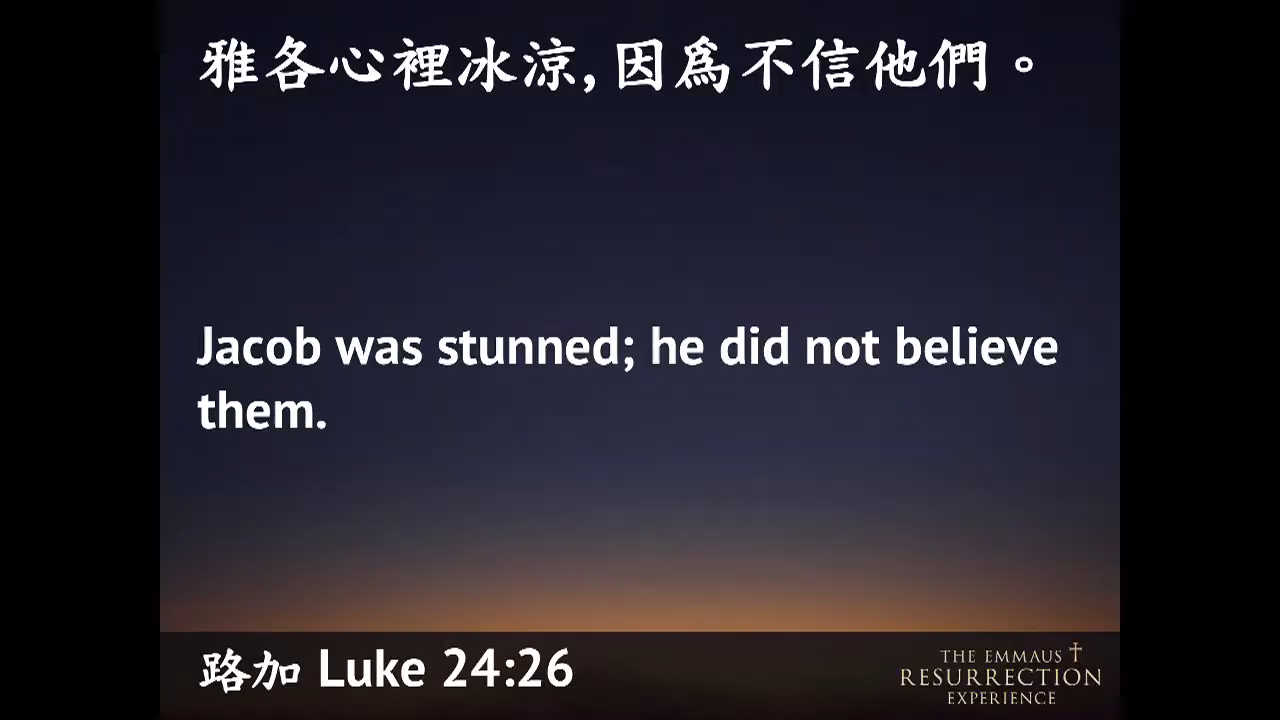 雅各心裡冰涼,因爲不信他們。
Jacob was stunned; he did not believe
them.
路加 Luke 24:26
THE EMMAUS
RESURRECTION
EXPERIENCE